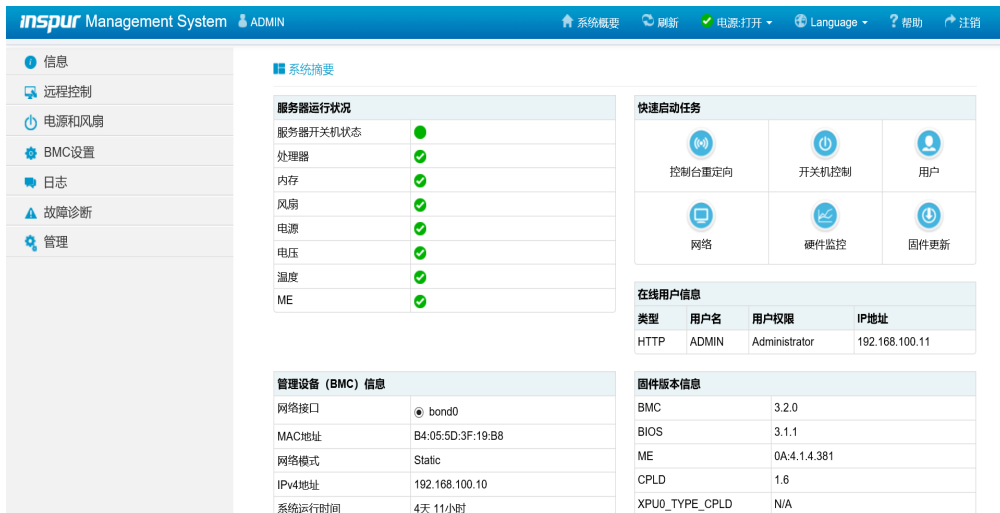 inspur Management System ADMIN 系统概要 刷新 电源:打开 Language 帮助 注销
信息
远程控制
电源和风扇
BMC设置
日志
故障诊断
管理
系统摘要
服务器运行状况
服务器开关机状态
处理器
内存
风扇
电源
电压
温度
ME
快速启动任务
控制台重定向 开关机控制 用户
网络 硬件监控 固件更新
在线用户信息
类型 用户名 用户权限 IP地址
HTTP ADMIN Administrator 192.168.100.11
管理设备（BMC）信息
网络接口 bond0
MAC地址 B4:05:5D:3F:19:B8
网络模式 Static
IPv4地址 192.168.100.10
系统运行时间 4天 11小时
固件版本信息
BMC 3.2.0
BIOS 3.1.1
ME 0A:4.1.4.381
CPLD 1.6
XPU0_TYPE_CPLD N/A